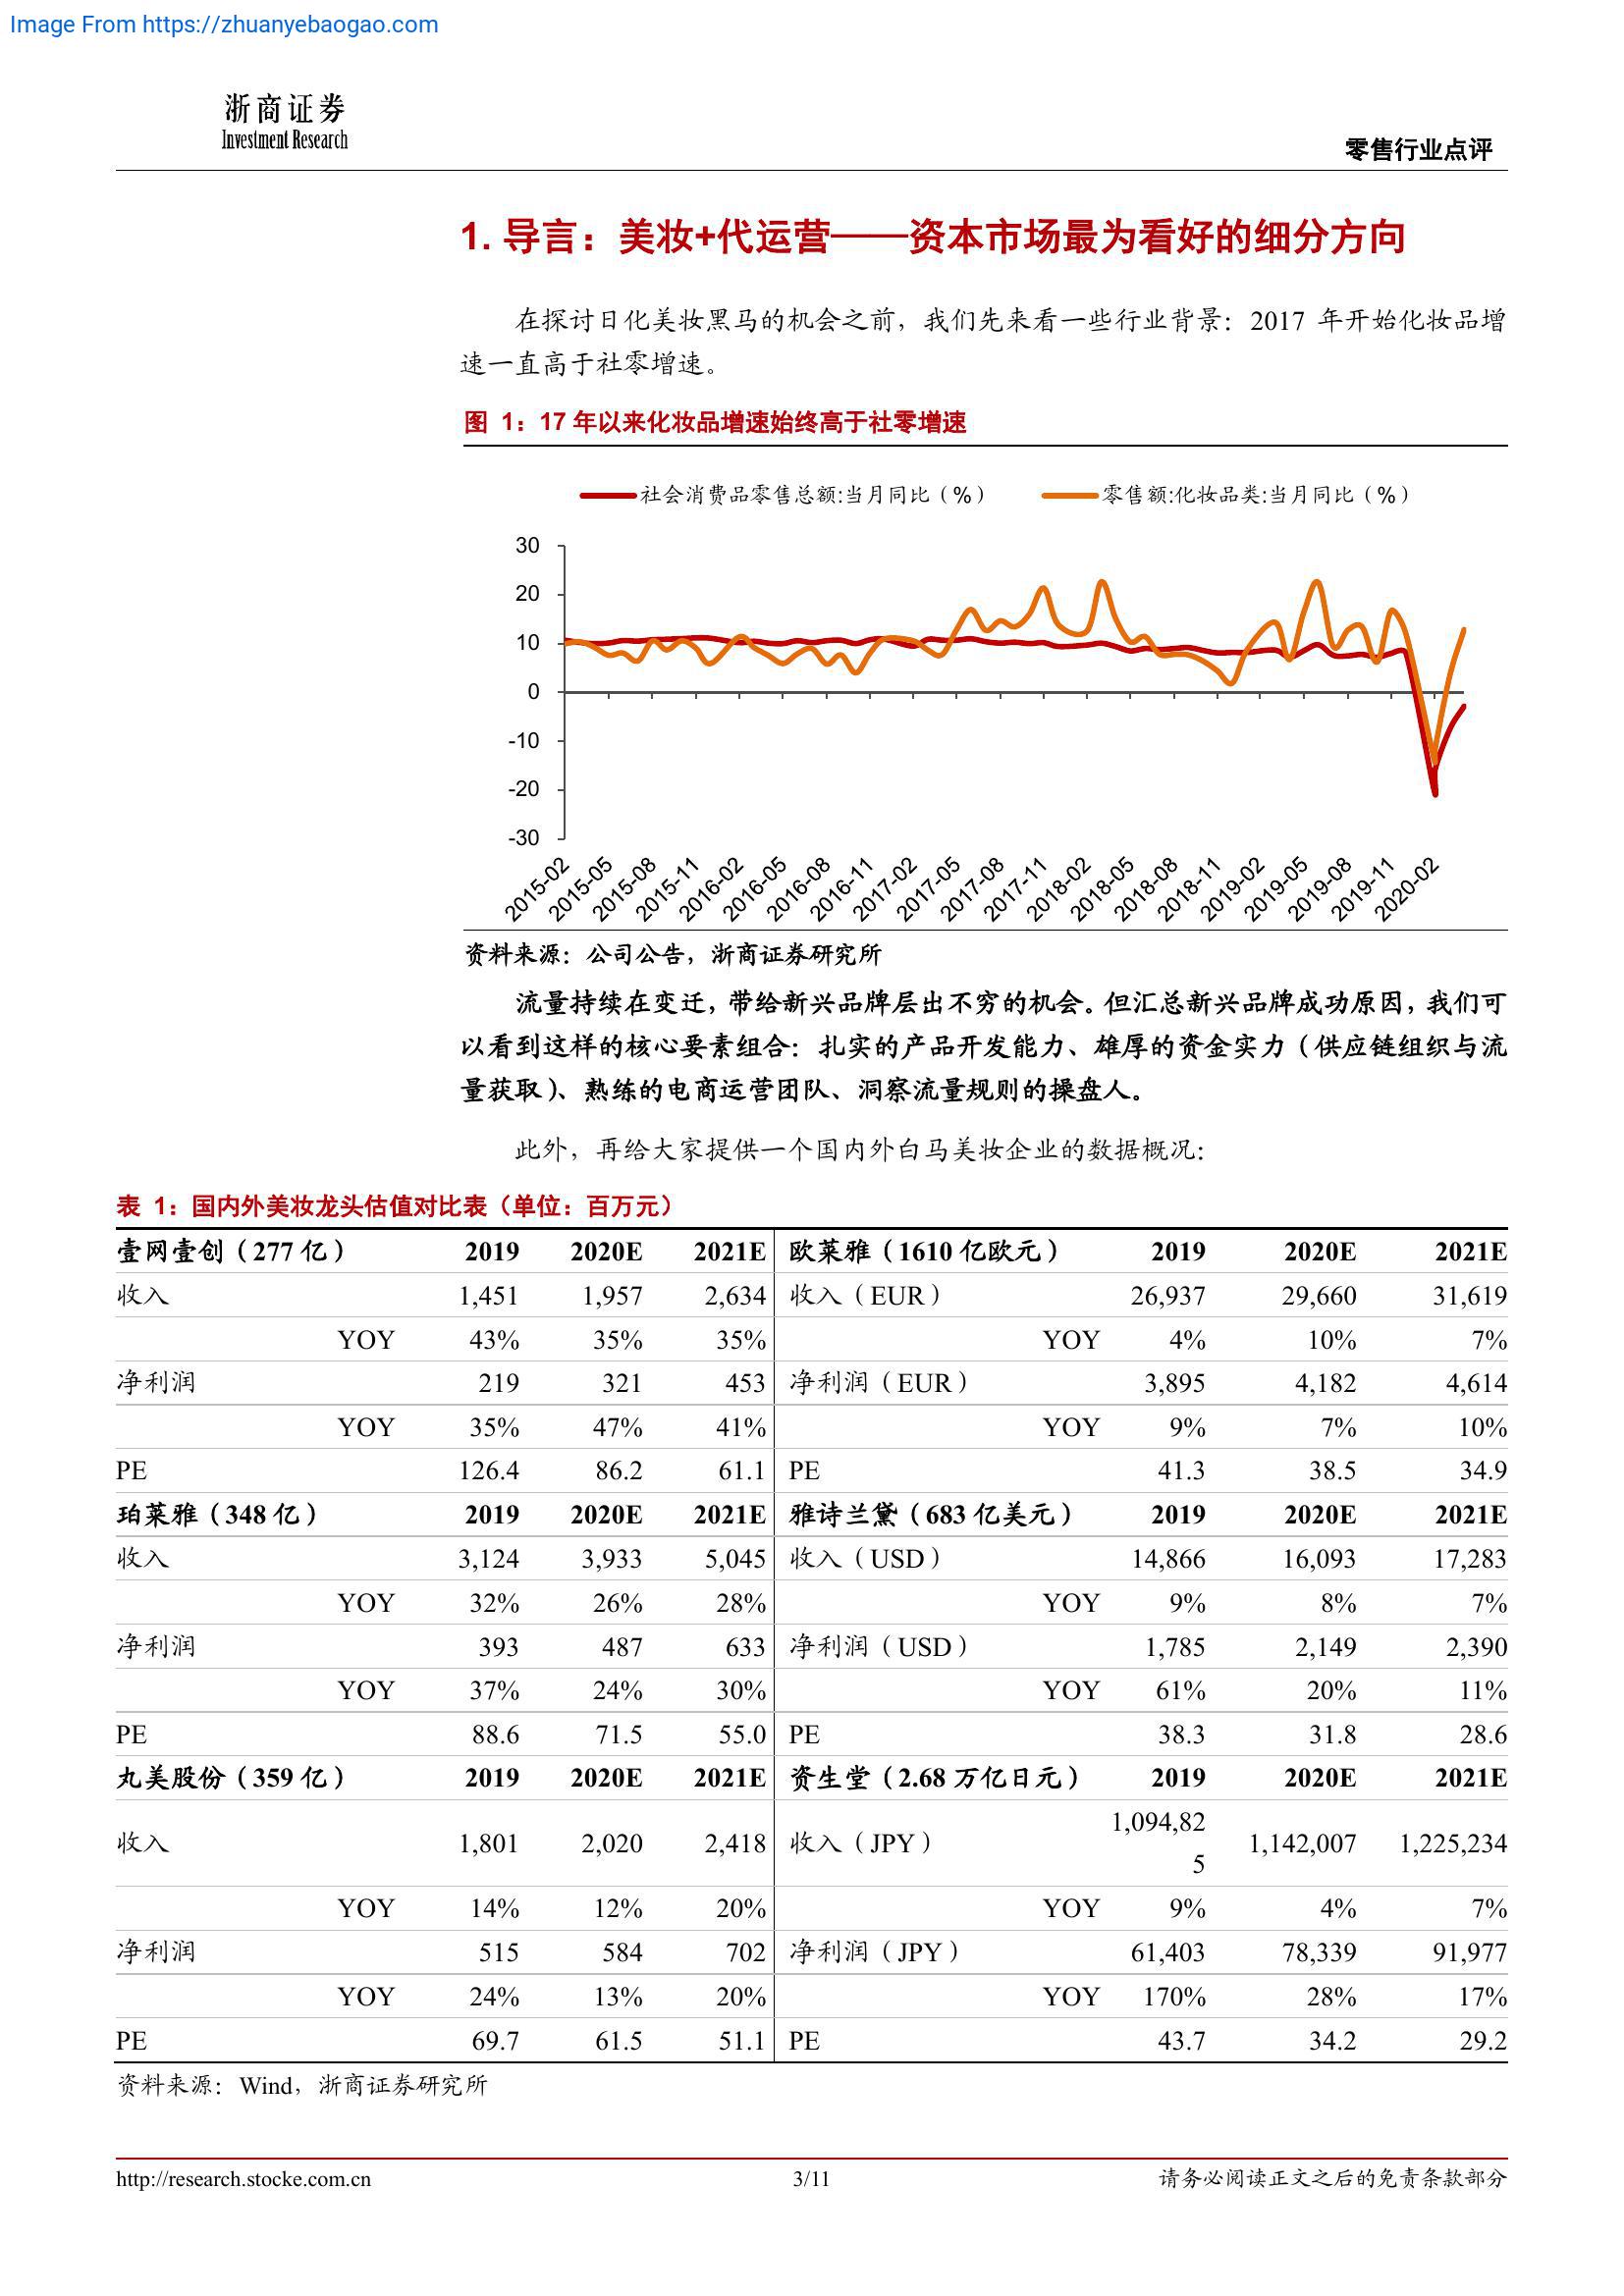 Image From https://zhuanyebaogao.com
浙商证券
Investment Research
零售行业点评
1. 导言：美妆+代运营——资本市场最为看好的细分方向
在探讨日化美妆黑马的机会之前，我们先来看一些行业背景：2017 年开始化妆品增
速一直高于社零增速。
图 1：17 年以来化妆品增速始终高于社零增速
社会消费品零售总额:当月同比（%） 零售额:化妆品类:当月同比（%）
30
20
10
0
-10
-20
-30
2015-02 2015-05 2015-08 2015-11 2016-02 2016-05 2016-08 2016-11 2017-02 2017-05 2017-08 2017-11 2018-02 2018-05 2018-08 2018-11 2019-02 2019-05 2019-08 2019-11 2020-02
资料来源：公司公告，浙商证券研究所
流量持续在变迁，带给新兴品牌层出不穷的机会。但汇总新兴品牌成功原因，我们可
以看到这样的核心要素组合：扎实的产品开发能力、雄厚的资金实力（供应链组织与流
量获取）、熟练的电商运营团队、洞察流量规则的操盘人。
此外，再给大家提供一个国内外白马美妆企业的数据概况：
表 1：国内外美妆龙头估值对比表（单位：百万元）
壹网壹创（277 亿） 2019 2020E 2021E 欧莱雅（1610 亿欧元） 2019 2020E 2021E
收入 1,451 1,957 2,634 收入（EUR） 26,937 29,660 31,619
YOY 43% 35% 35% YOY 4% 10% 7%
净利润 219 321 453 净利润（EUR） 3,895 4,182 4,614
YOY 35% 47% 41% YOY 9% 7% 10%
PE 126.4 86.2 61.1 PE 41.3 38.5 34.9
珀莱雅（348 亿） 2019 2020E 2021E 雅诗兰黛（683 亿美元） 2019 2020E 2021E
收入 3,124 3,933 5,045 收入（USD） 14,866 16,093 17,283
YOY 32% 26% 28% YOY 9% 8% 7%
净利润 393 487 633 净利润（USD） 1,785 2,149 2,390
YOY 37% 24% 30% YOY 61% 20% 11%
PE 88.6 71.5 55.0 PE 38.3 31.8 28.6
丸美股份（359 亿） 2019 2020E 2021E 资生堂（2.68 万亿日元） 2019 2020E 2021E
收入 1,801 2,020 2,418 收入（JPY） 1,094,825 1,142,007 1,225,234
YOY 14% 12% 20% YOY 9% 4% 7%
净利润 515 584 702 净利润（JPY） 61,403 78,339 91,977
YOY 24% 13% 20% YOY 170% 28% 17%
PE 69.7 61.5 51.1 PE 43.7 34.2 29.2
资料来源：Wind，浙商证券研究所
http://research.stocke.com.cn 3/11 请务必阅读正文之后的免责条款部分